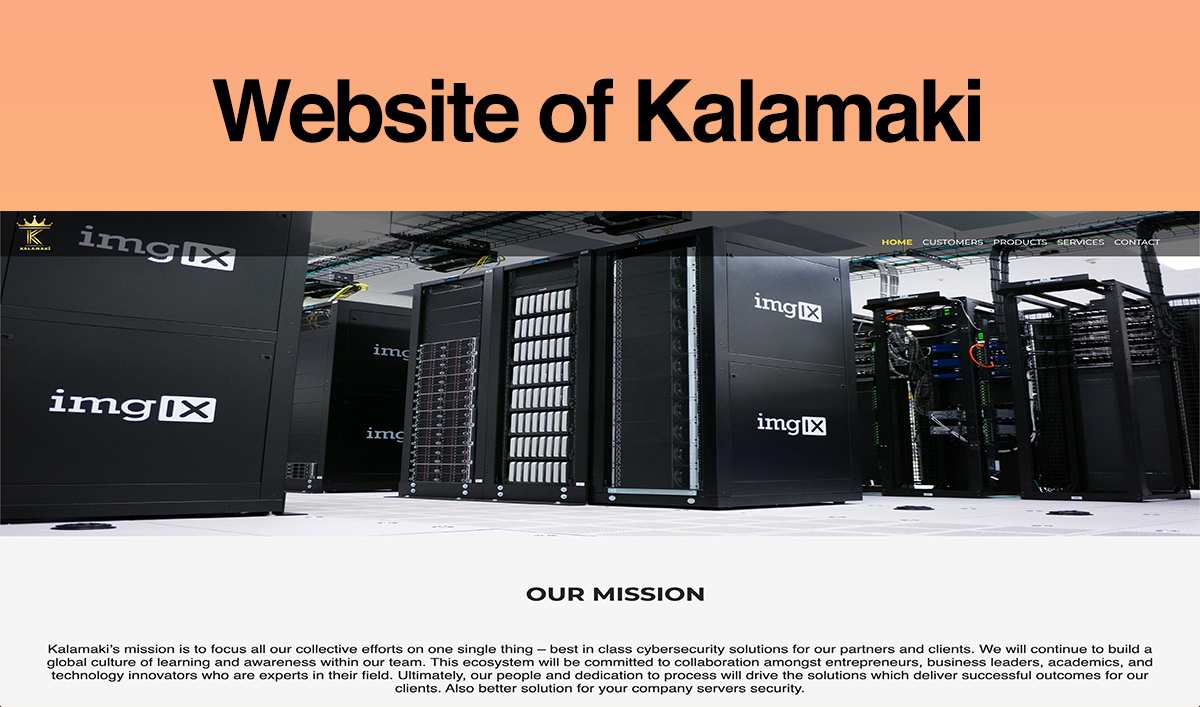 Website of Kalamaki
KALAMAKI
HOME CUSTOMERS PRODUCTS SERVICES CONTACT
imgIX
imgIX
imgIX
imgIX
imgIX
imgIX
OUR MISSION
Kalamaki's mission is to focus all our collective efforts on one single thing – best in class cybersecurity solutions for our partners and clients. We will continue to build a
global culture of learning and awareness within our team. This ecosystem will be committed to collaboration amongst entrepreneurs, business leaders, academics, and
technology innovators who are experts in their field. Ultimately, our people and dedication to process will drive the solutions which deliver successful outcomes for our
clients. Also better solution for your company servers security.